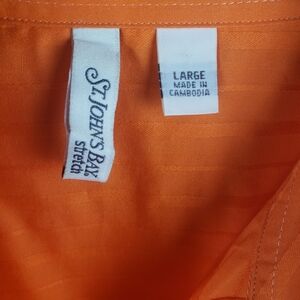 ST. JOHN'S BAY
stretch
LARGE
MADE IN
CAMBODIA